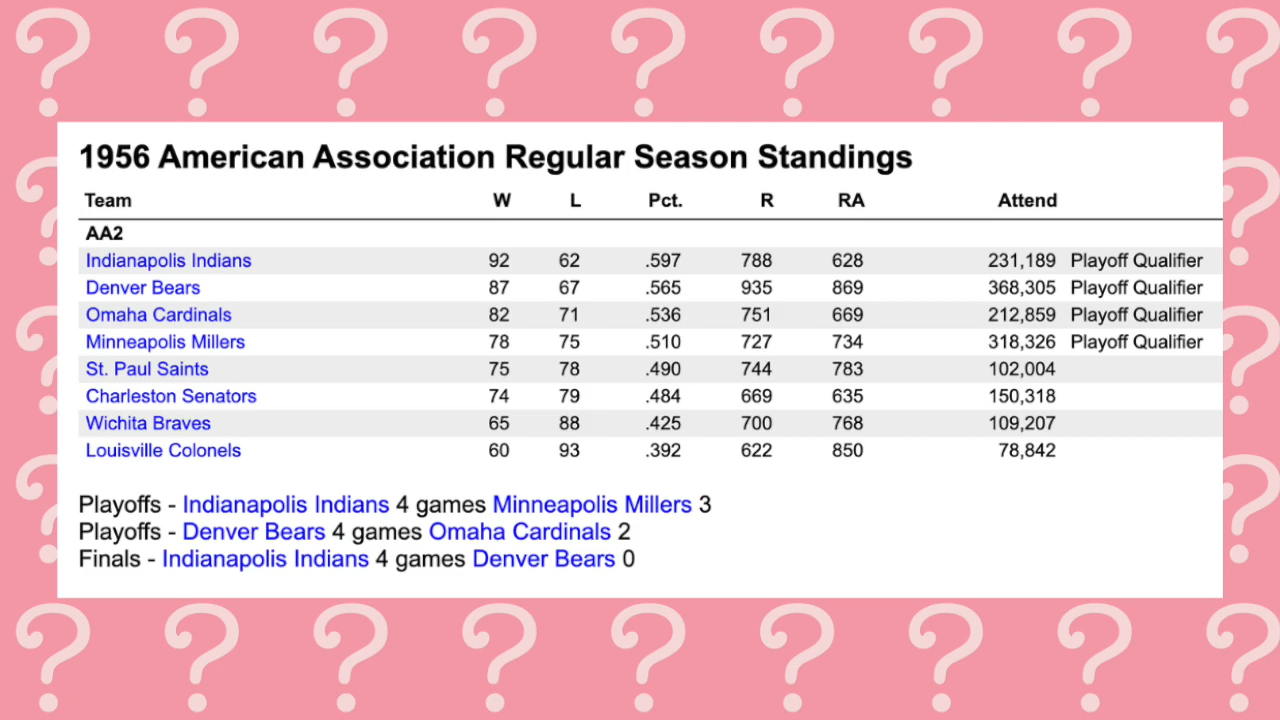 1956 American Association Regular Season Standings
Team W L Pct. R RA Attend
AA2
Indianapolis Indians 92 62 .597 788 628 231,189 Playoff Qualifier
Denver Bears 87 67 .565 935 869 368,305 Playoff Qualifier
Omaha Cardinals 82 71 .536 751 669 212,859 Playoff Qualifier
Minneapolis Millers 78 75 .510 727 734 318,326 Playoff Qualifier
St. Paul Saints 75 78 .490 744 783 102,004
Charleston Senators 74 79 .484 669 635 150,318
Wichita Braves 65 88 .425 700 768 109,207
Louisville Colonels 60 93 .392 622 850 78,842
Playoffs - Indianapolis Indians 4 games Minneapolis Millers 3
Playoffs - Denver Bears 4 games Omaha Cardinals 2
Finals - Indianapolis Indians 4 games Denver Bears 0